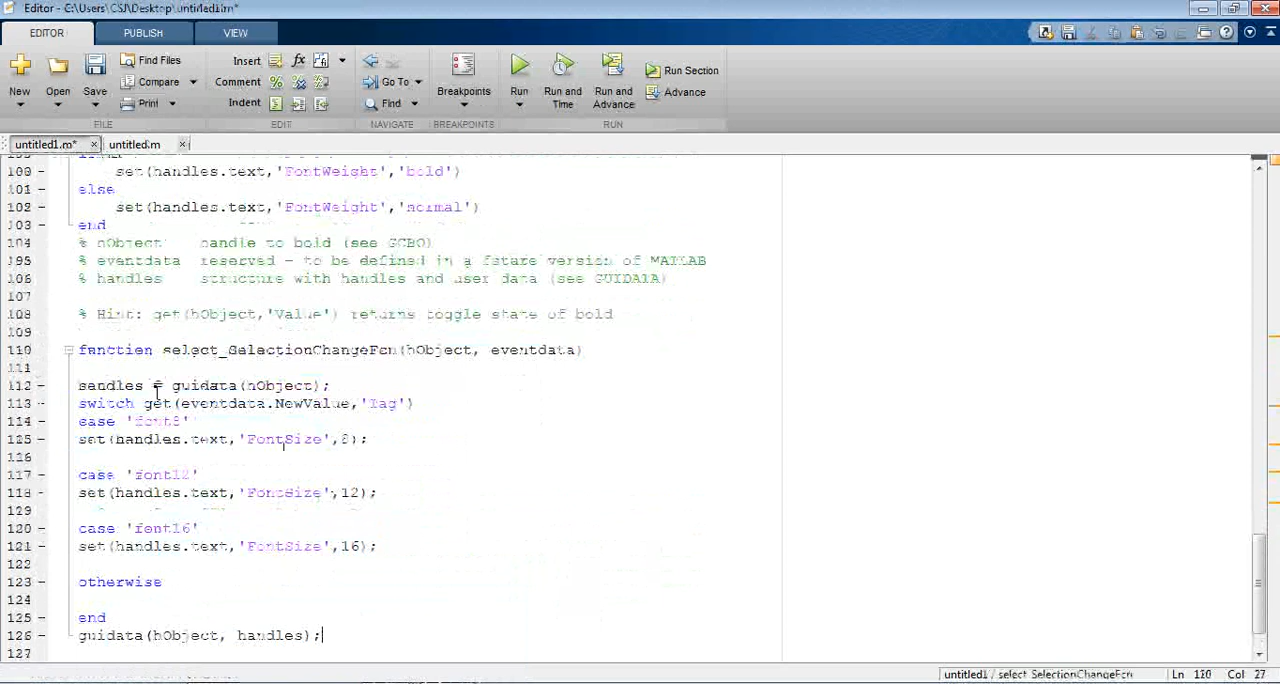 Editor - C:\Users\CSJ\Desktop\untitled1.m*
EDITOR PUBLISH VIEW
New Open Save Find Files Compare Print
Insert fx Comment Indent
Go To Find
Breakpoints
Run Run and Time Run and Advance Run Section Advance
FILE EDIT NAVIGATE BREAKPOINTS RUN
untitled1.m* × untitled.m ×
100 - set(handles.text,'FontWeight','bold')
101 - else
102 - set(handles.text,'FontWeight','normal')
103 - end
104 % hObject handle to bold (see GCBO)
105 % eventdata reserved - to be defined in a future version of MATLAB
106 % handles structure with handles and user data (see GUIDATA)
107
108 % Hint: get(hObject,'Value') returns toggle state of bold
109
110 function select_SelectionChangeFcn(hObject, eventdata)
111
112 - handles = guidata(hObject);
113 - switch get(eventdata.NewValue,'Tag')
114 - case 'font8'
115 - set(handles.text,'FontSize',8);
116
117 - case 'font12'
118 - set(handles.text,'FontSize',12);
119
120 - case 'font16'
121 - set(handles.text,'FontSize',16);
122
123 - otherwise
124
125 - end
126 - guidata(hObject, handles);
127
untitled1 / select_SelectionChangeFcn Ln 120 Col 27